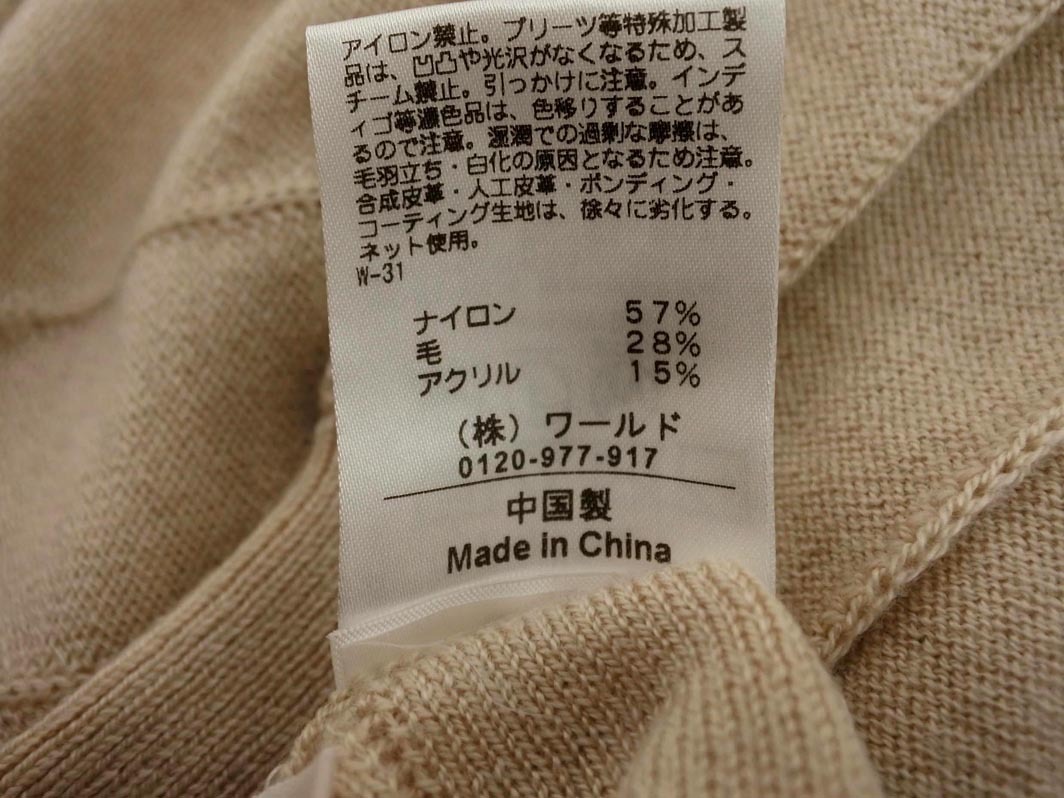 アイロン禁止。プリーツ等特殊加工製
品は、凹凸や光沢がなくなるため、ス
チーム禁止。引っかけに注意。インデ
ィゴ等濃色品は、色移りすることがあ
るので注意。湿潤での過剰な摩擦は、
毛羽立ち・白化の原因となるため注意。
合成皮革・人工皮革・ボンディング・
コーティング生地は、徐々に劣化する。
ネット使用。
W-31
ナイロン 57%
毛 28%
アクリル 15%
(株) ワールド
0120-977-917
中国製
Made in China